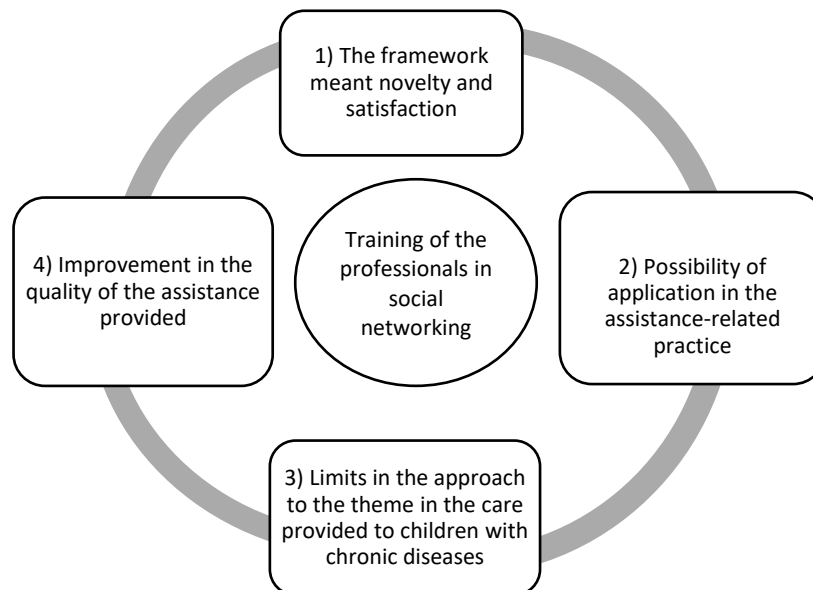 1) The framework
meant novelty and
satisfaction
Training of the
professionals in
social
networking
2) Possibility of
application in the
assistance-related
practice
3) Limits in the approach
to the theme in the care
provided to children with
chronic diseases
4) Improvement in the
quality of the assistance
provided